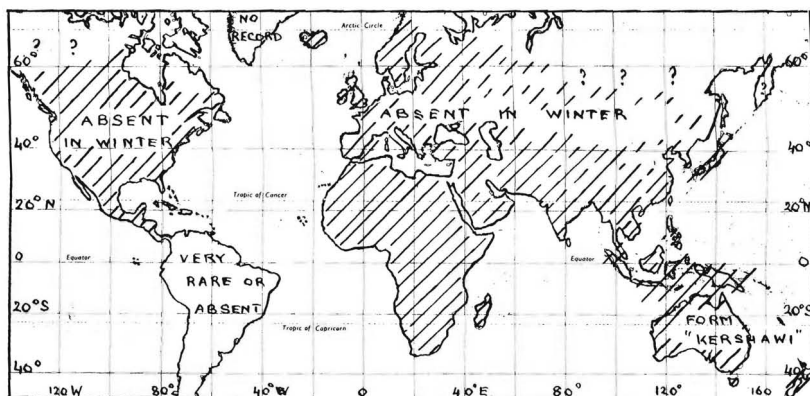 NO
RECORD
Arctic Circle
? ?
? ? ?
?
60°
60°
ABSENT
IN WINTER
ABSENT IN WINTER
40°
40°
Tropic of Cancer
20°N
20°N
Equator
Equator
0
0
VERY
RARE OR
ABSENT
20°S
20°S
Tropic of Capricorn
FORM
"KERSHAWI"
40°
40°
120W 80° 40°W 0 40°E 80° 120° 160°